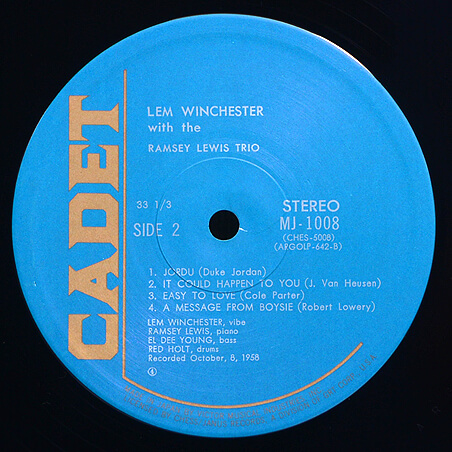 CADET
LEM WINCHESTER
with the
RAMSEY LEWIS TRIO
33 1/3
SIDE 2
STEREO
MJ-1008
(CHES-5008)
(ARGOLP-642-B)
1. JORDU (Duke Jordan)
2. IT COULD HAPPEN TO YOU (J. Van Heusen)
3. EASY TO LOVE (Cole Parter)
4. A MESSAGE FROM BOYSIE (Robert Lowery)
LEM WINCHESTER, vibe
RAMSEY LEWIS, piano
EL DEE YOUNG, bass
RED HOLT, drums
Recorded October, 8, 1958